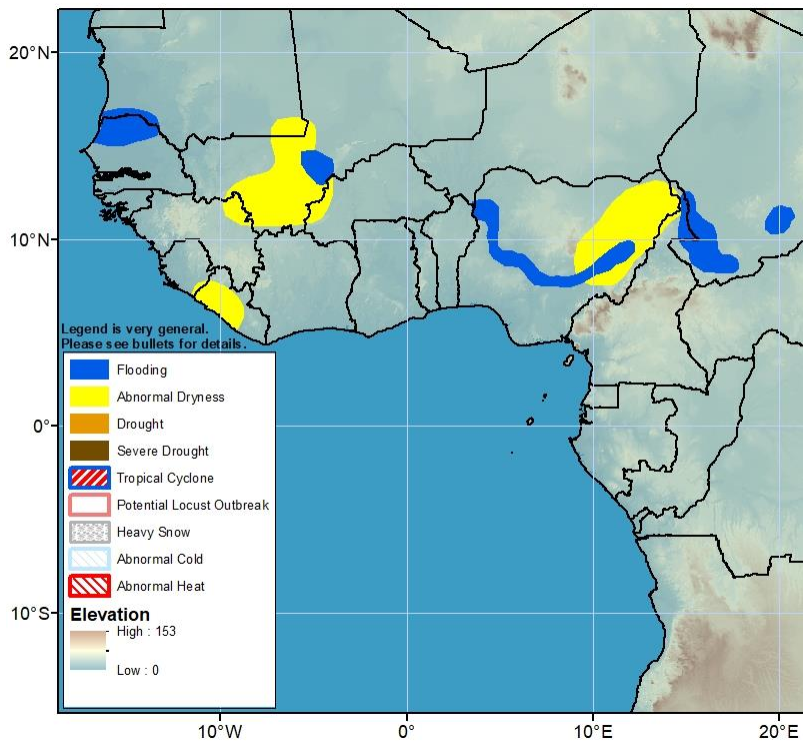 20°N
10°N
Legend is very general.
Please see bullets for details.
Flooding
Abnormal Dryness
0°
Drought
Severe Drought
Tropical Cyclone
Potential Locust Outbreak
Heavy Snow
Abnormal Cold
Abnormal Heat
10°S
Elevation
High : 153
Low : 0
10°W
0°
10°E
20°E